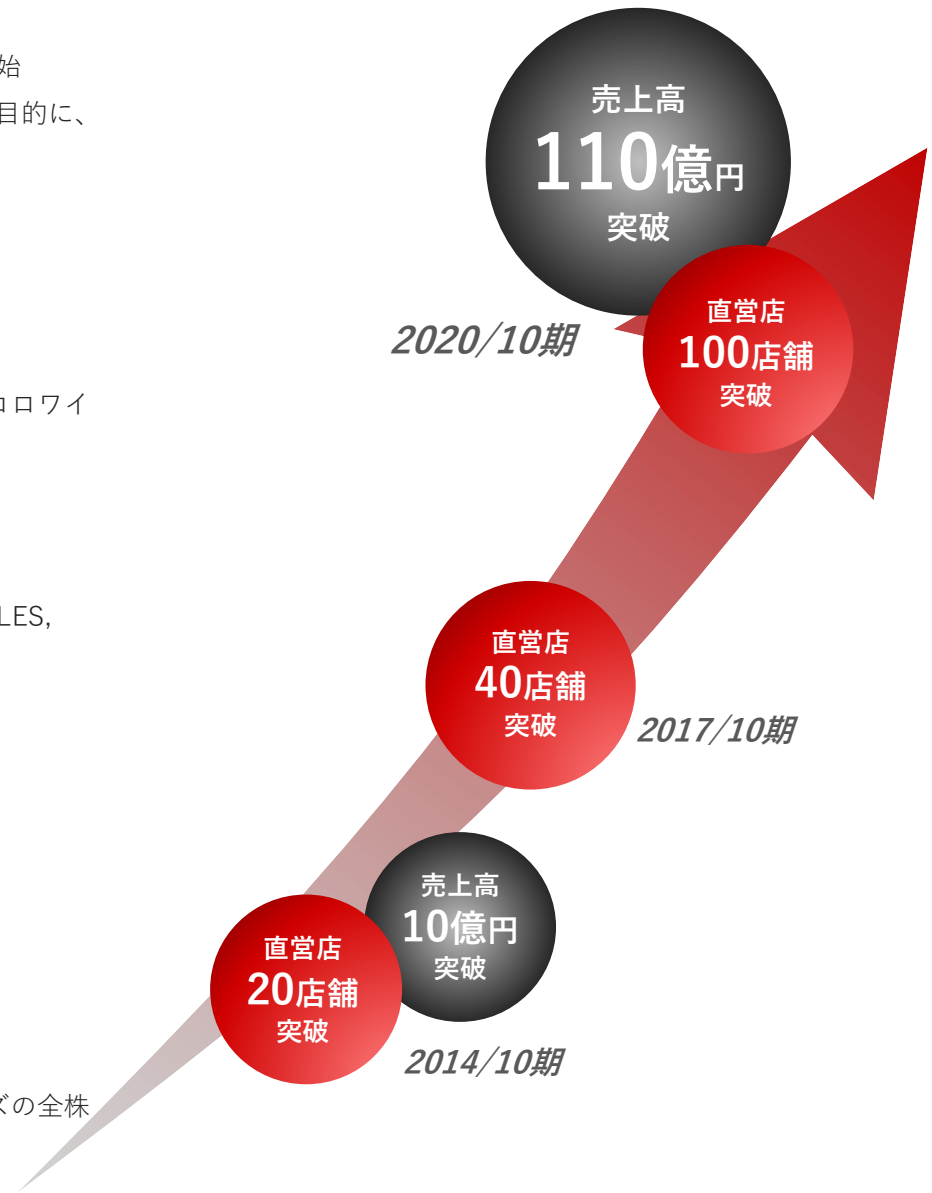 始
目的に、
コロワイ
LES,
ズの全株
売上高
110億円
突破
直営店
100店舗
突破
2020/10期
直営店
40店舗
突破
2017/10期
売上高
10億円
突破
直営店
20店舗
突破
2014/10期